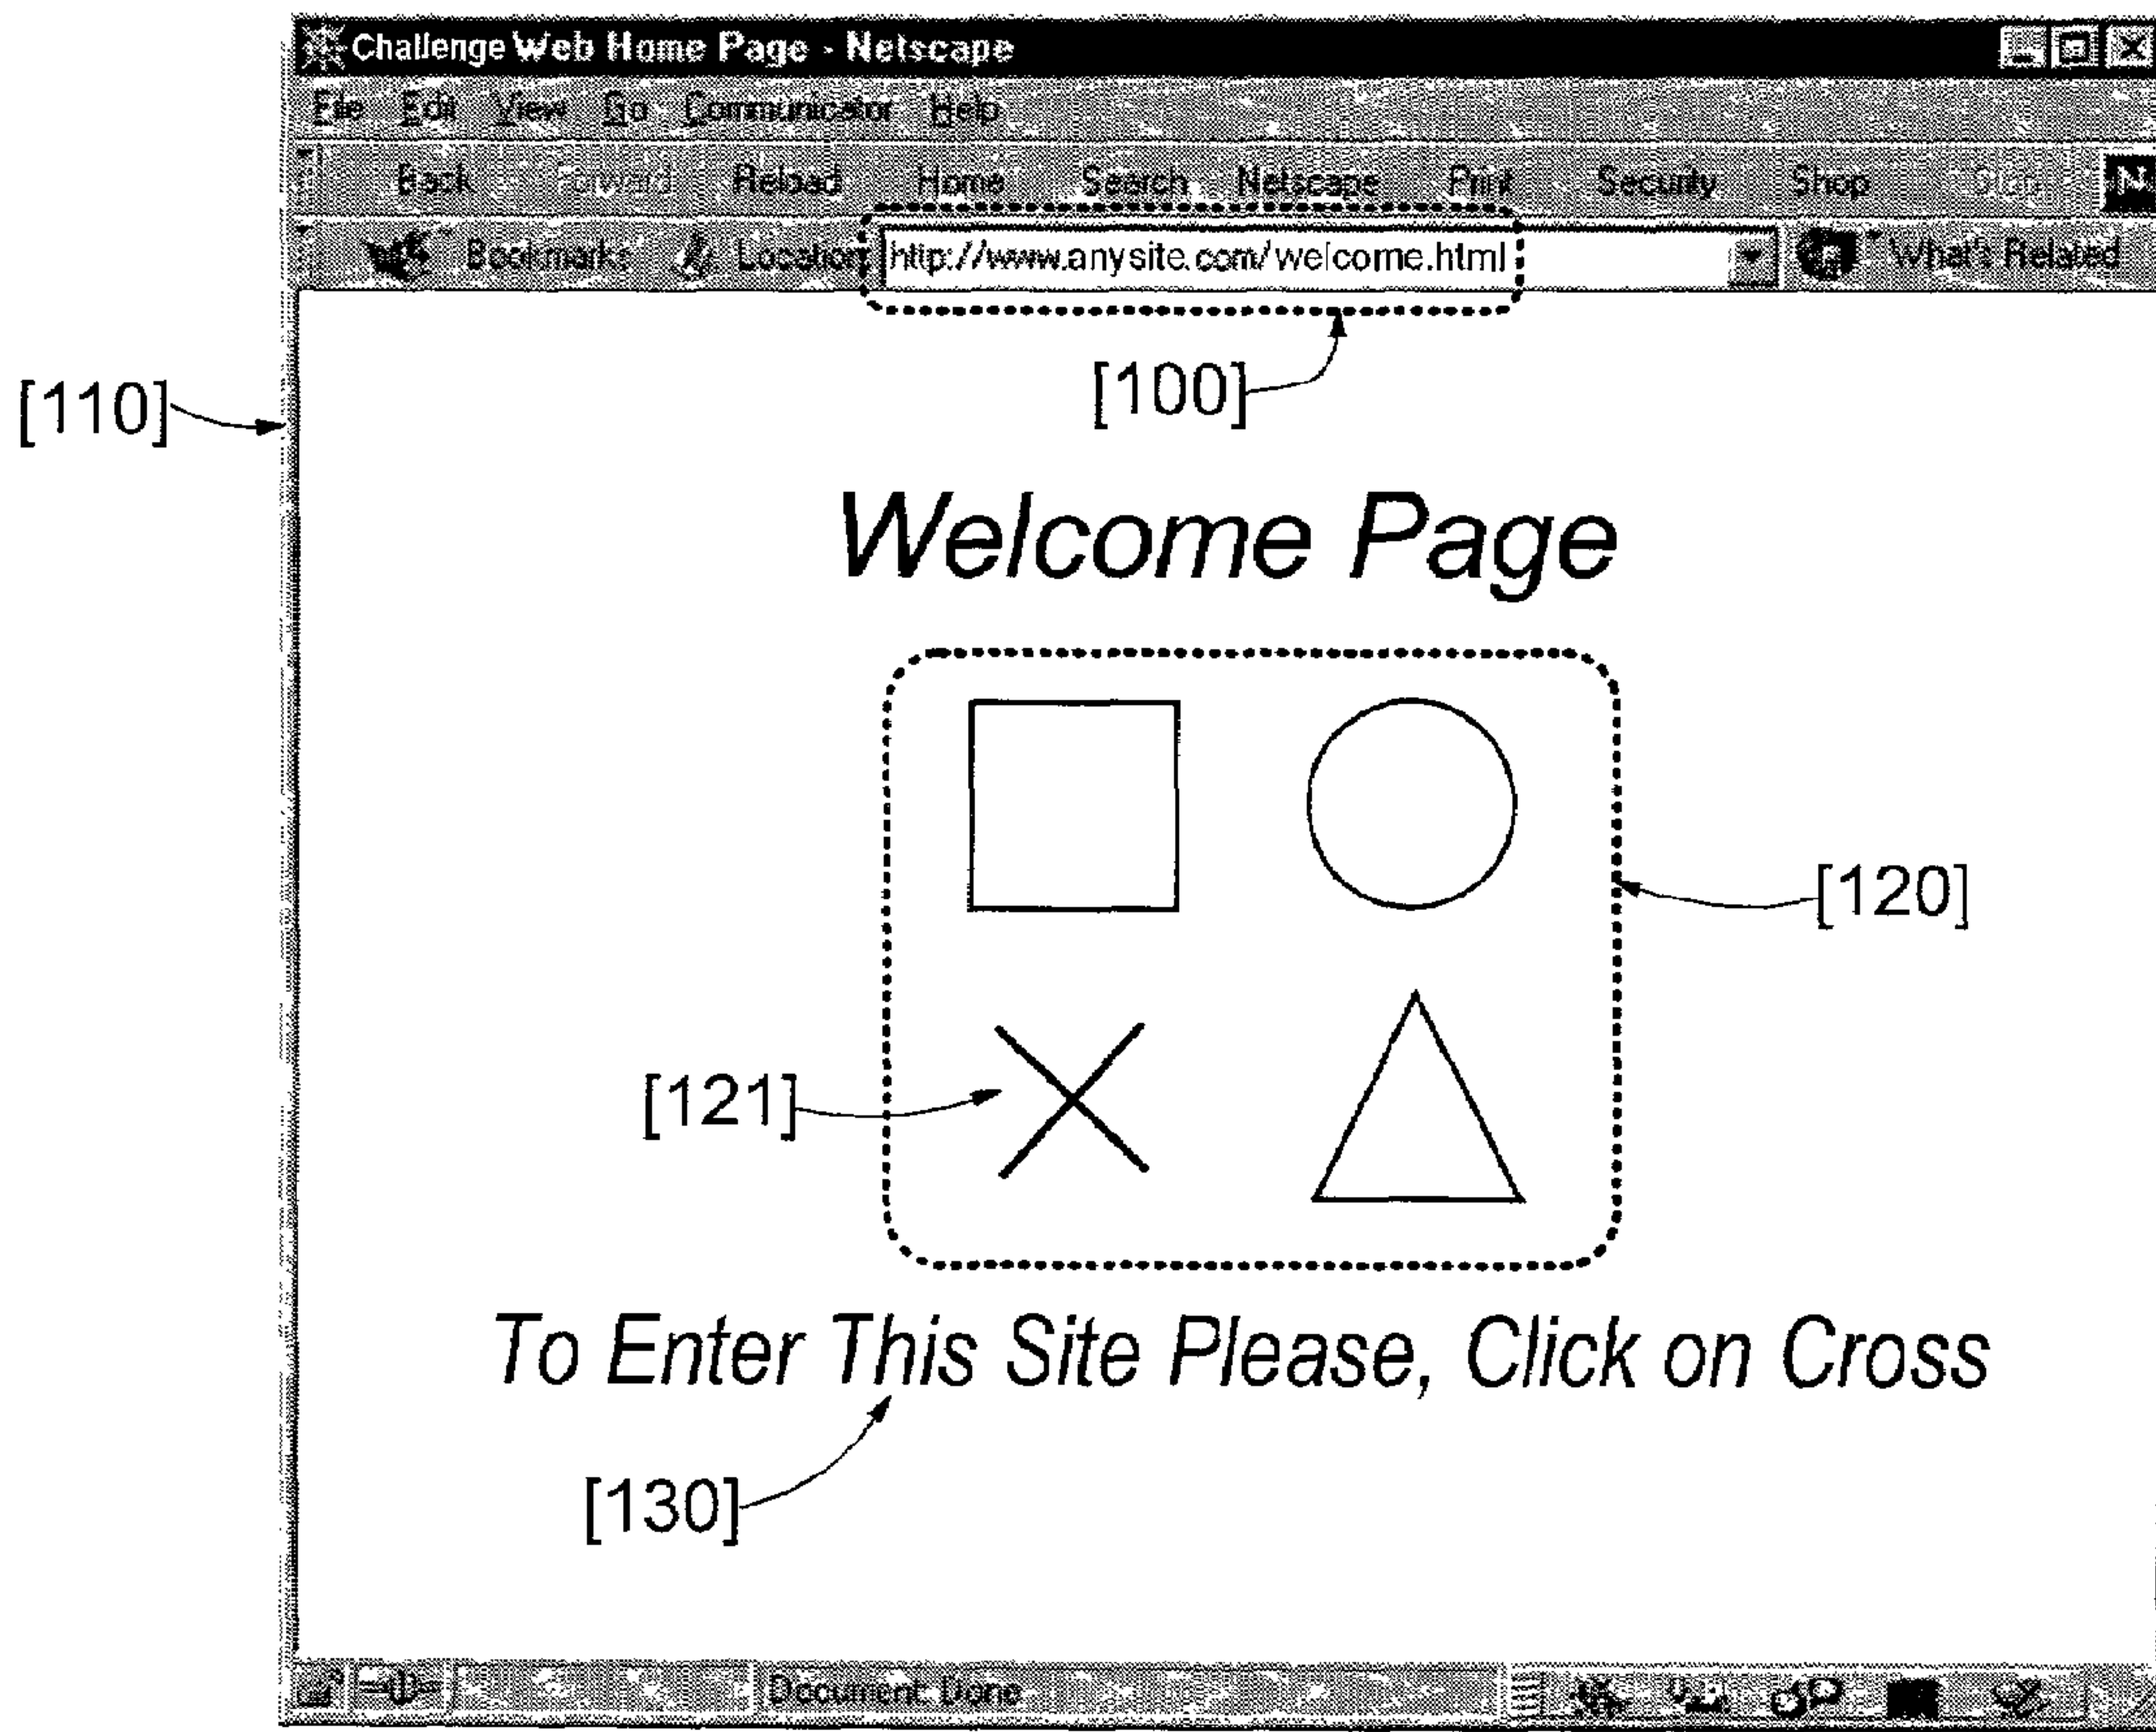 Challenge Web Home Page - Netscape
File Edit View Go Communicator Help
Back Forward Reload Home Search Netscape Print Security Shop Stop N
Bookmarks Location: http://www.anysite.com/welcome.html What's Related
[110]
[100]
Welcome Page
[120]
[121]
To Enter This Site Please, Click on Cross
[130]
Document: Done